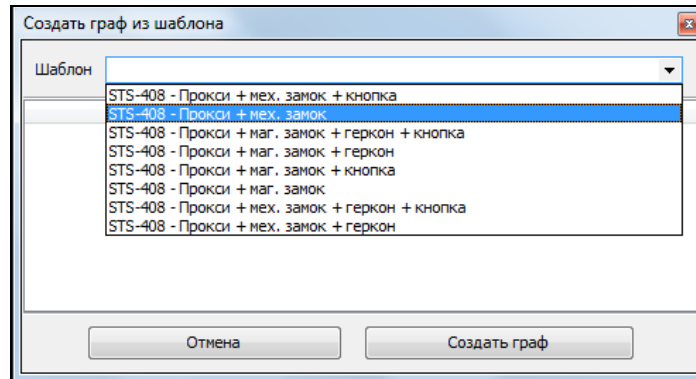 Создать граф из шаблона
Шаблон
STS-408 - Прокси + мех. замок + кнопка
STS-408 - Прокси + мех. замок
STS-408 - Прокси + маг. замок + геркон + кнопка
STS-408 - Прокси + маг. замок + геркон
STS-408 - Прокси + маг. замок + кнопка
STS-408 - Прокси + маг. замок
STS-408 - Прокси + мех. замок + геркон + кнопка
STS-408 - Прокси + мех. замок + геркон
Отмена Создать граф